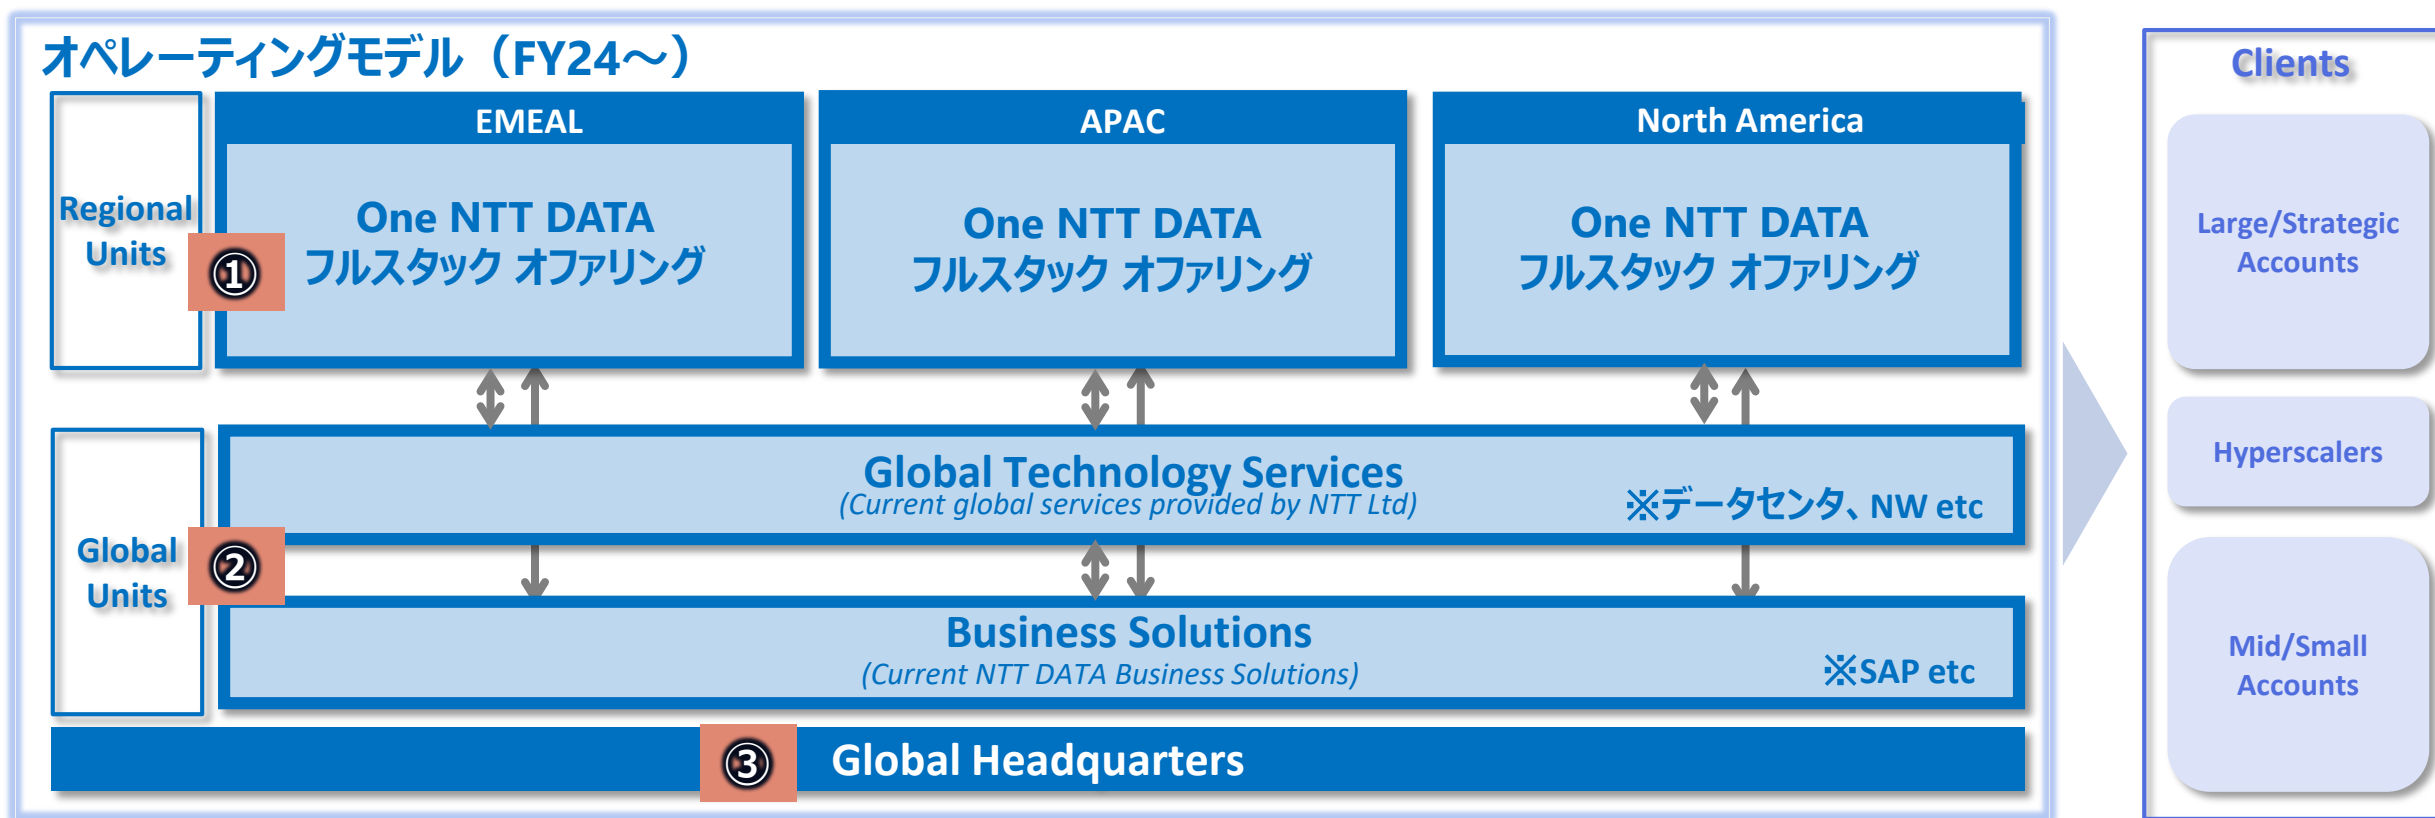 オペレーティングモデル（FY24～）
Regional
Units
①
EMEAL
One NTT DATA
フルスタック オファリング
APAC
One NTT DATA
フルスタック オファリング
North America
One NTT DATA
フルスタック オファリング
Global
Units
②
Global Technology Services
(Current global services provided by NTT Ltd)
※データセンタ、NW etc
Business Solutions
(Current NTT DATA Business Solutions)
※SAP etc
③
Global Headquarters
Clients
Large/Strategic
Accounts
Hyperscalers
Mid/Small
Accounts